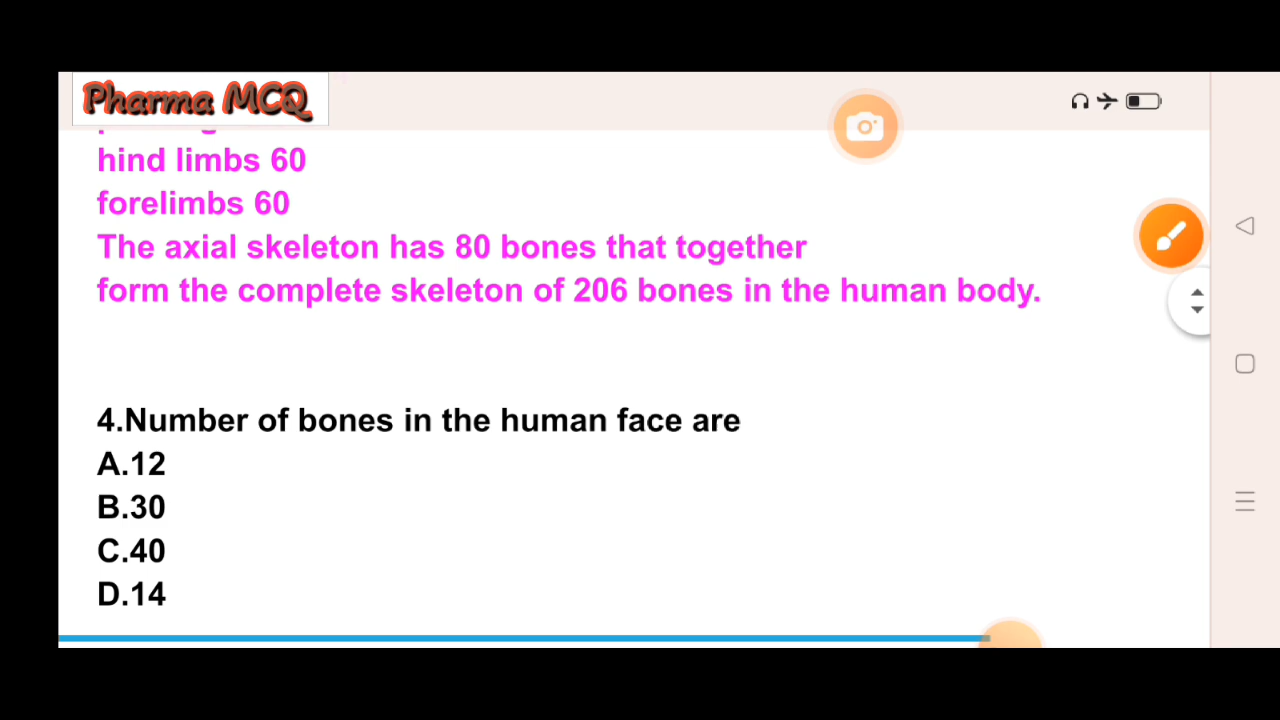 Pharma MCQ
hind limbs 60
forelimbs 60
The axial skeleton has 80 bones that together
form the complete skeleton of 206 bones in the human body.
4.Number of bones in the human face are
A.12
B.30
C.40
D.14